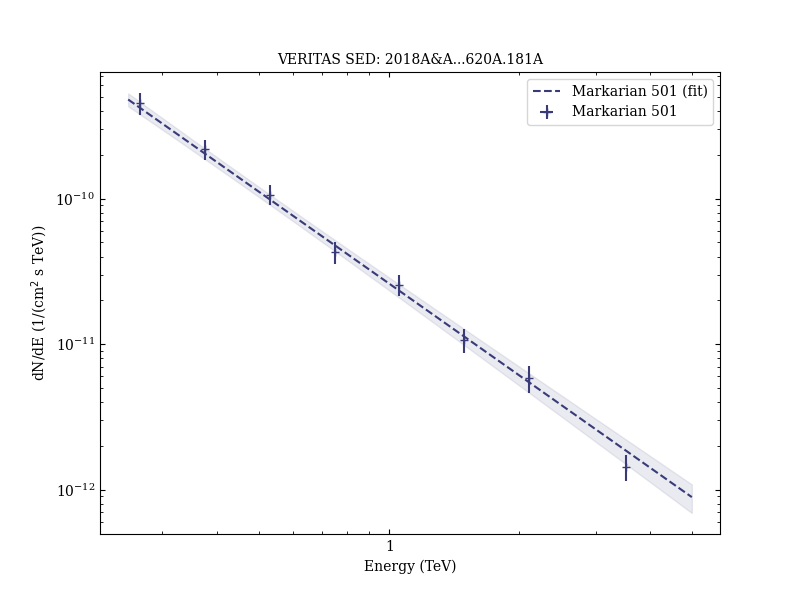 VERITAS SED: 2018A&A...620A.181A
Markarian 501 (fit)
Markarian 501
10⁻¹⁰
10⁻¹¹
10⁻¹²
dN/dE (1/(cm² s TeV))
1
Energy (TeV)